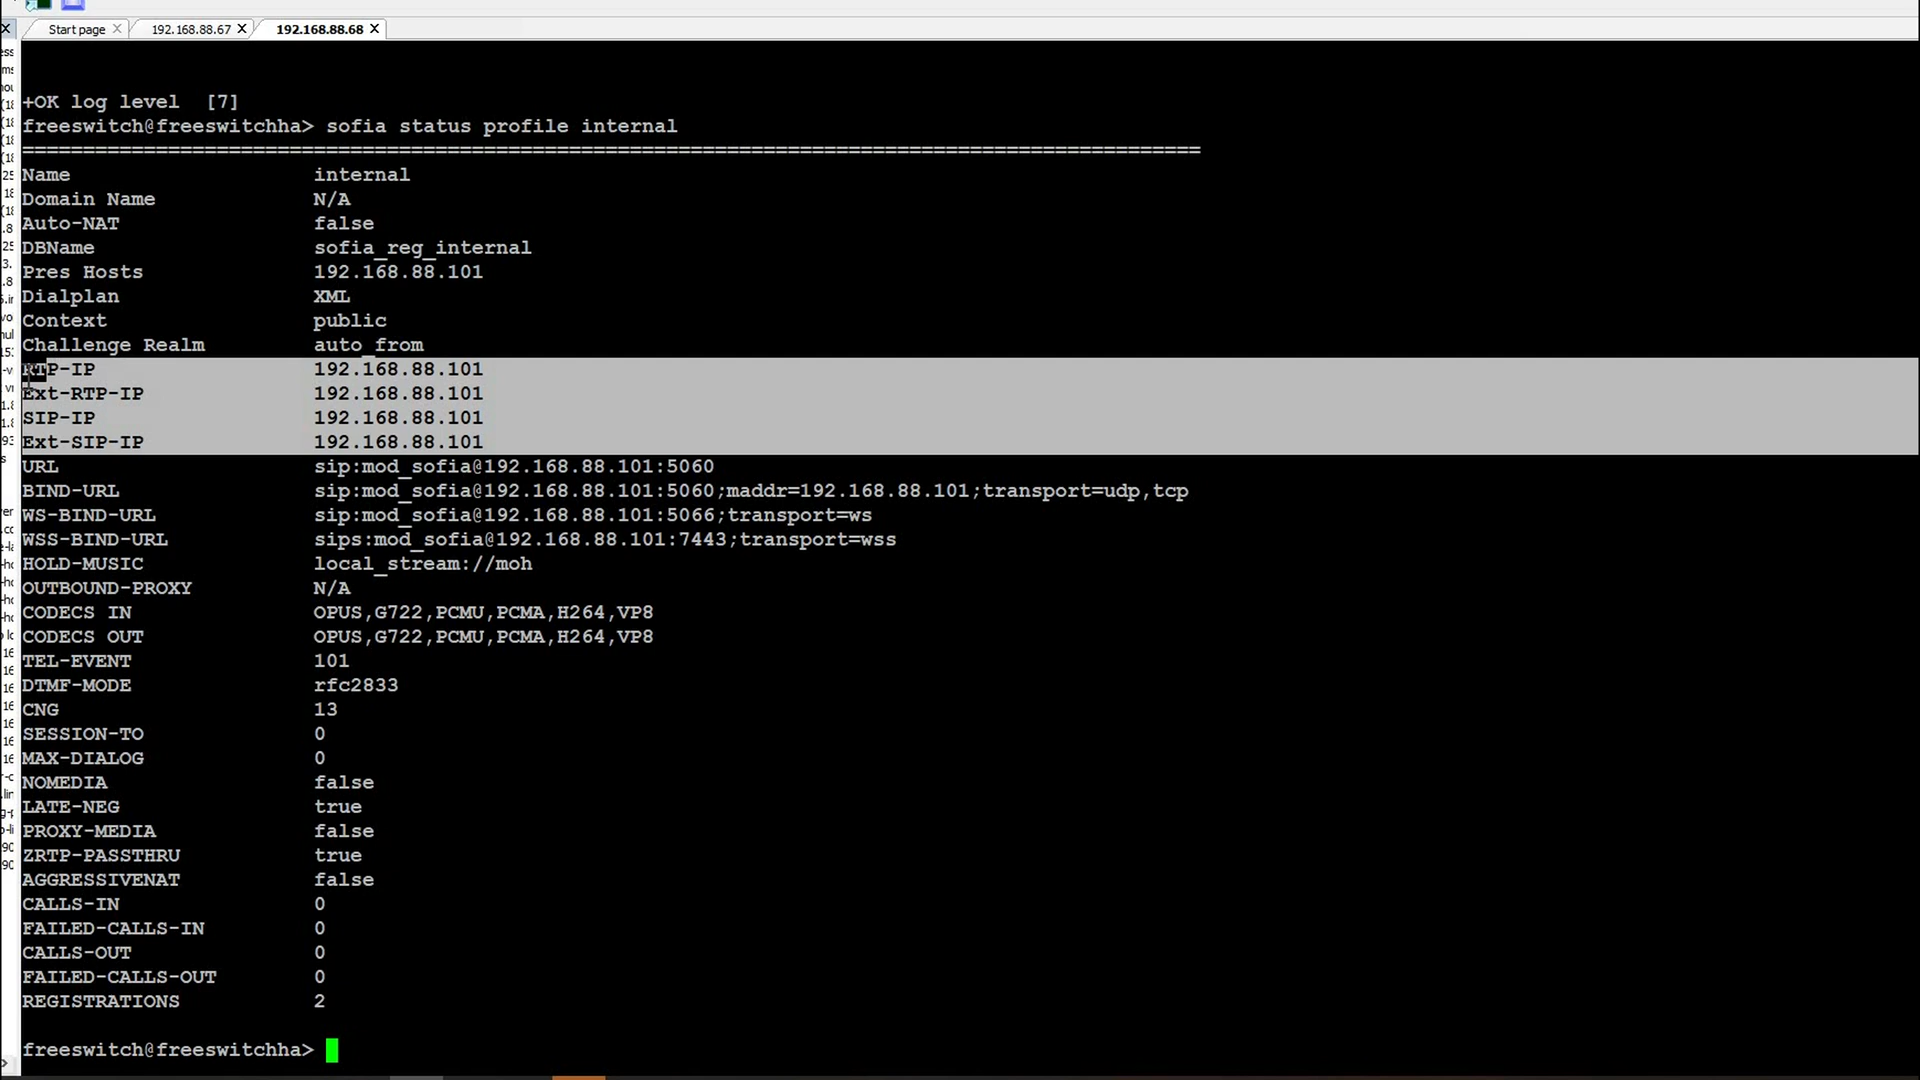 Start page
192.168.88.67
192.168.88.68
+OK log level  [7]
freeswitch@freeswitchha> sofia status profile internal
=================================================================================================
Name internal
Domain Name N/A
Auto-NAT false
DBName sofia_reg_internal
Pres Hosts 192.168.88.101
Dialplan XML
Context public
Challenge Realm auto_from
RTP-IP 192.168.88.101
Ext-RTP-IP 192.168.88.101
SIP-IP 192.168.88.101
Ext-SIP-IP 192.168.88.101
URL sip:mod_sofia@192.168.88.101:5060
BIND-URL sip:mod_sofia@192.168.88.101:5060;maddr=192.168.88.101;transport=udp,tcp
WS-BIND-URL sip:mod_sofia@192.168.88.101:5066;transport=ws
WSS-BIND-URL sips:mod_sofia@192.168.88.101:7443;transport=wss
HOLD-MUSIC local_stream://moh
OUTBOUND-PROXY N/A
CODECS IN OPUS,G722,PCMU,PCMA,H264,VP8
CODECS OUT OPUS,G722,PCMU,PCMA,H264,VP8
TEL-EVENT 101
DTMF-MODE rfc2833
CNG 13
SESSION-TO 0
MAX-DIALOG 0
NOMEDIA false
LATE-NEG true
PROXY-MEDIA false
ZRTP-PASSTHRU true
AGGRESSIVENAT false
CALLS-IN 0
FAILED-CALLS-IN 0
CALLS-OUT 0
FAILED-CALLS-OUT 0
REGISTRATIONS 2
freeswitch@freeswitchha>